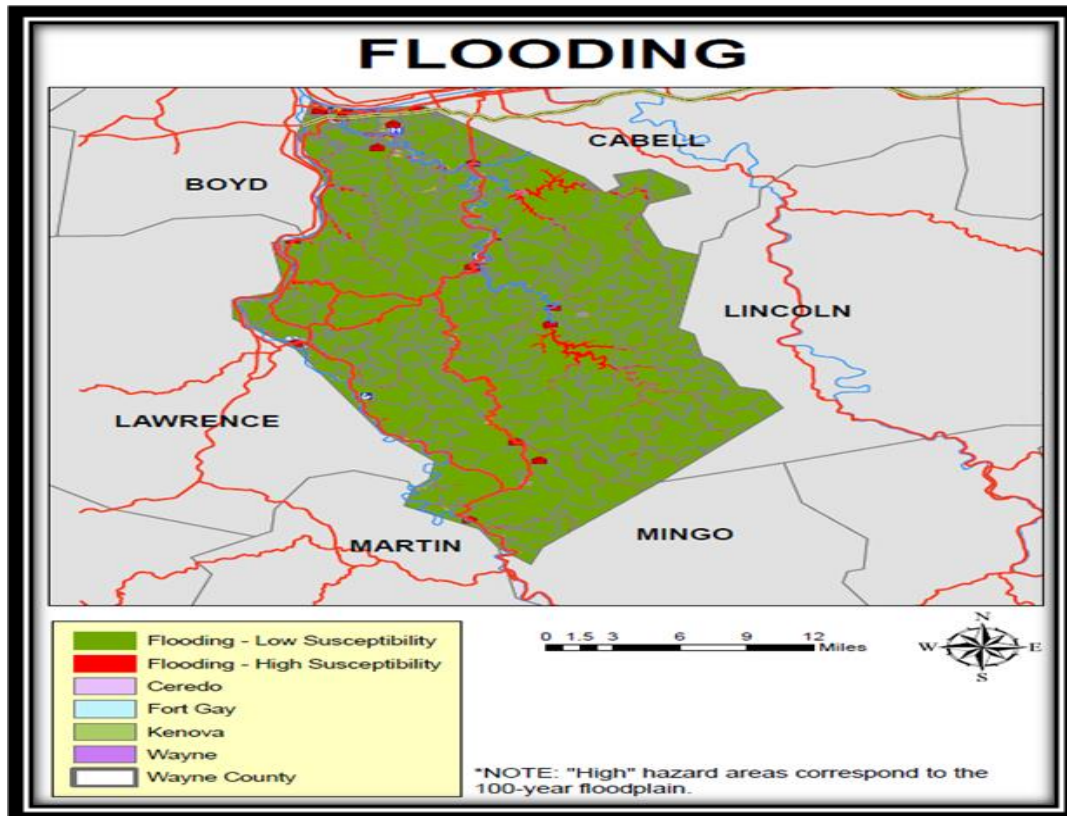 FLOODING
CABELL
BOYD
LINCOLN
LAWRENCE
MINGO
MARTIN
Flooding - Low Susceptibility
Flooding - High Susceptibility
Ceredo
Fort Gay
Kenova
Wayne
Wayne County
0 1.5 3 6 9 12
Miles
N
W E
S
*NOTE: "High" hazard areas correspond to the
100-year floodplain.